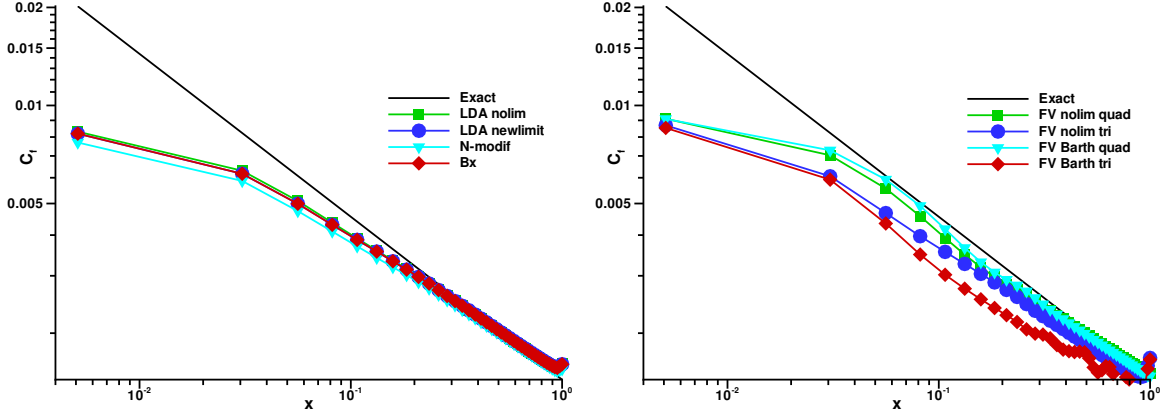 0.02
0.015
0.01
0.005
C_f
Exact
LDA nolim
LDA newlimit
N-modif
Bx
10^-2
10^-1
10^0
x
0.02
0.015
0.01
0.005
C_f
Exact
FV nolim quad
FV nolim tri
FV Barth quad
FV Barth tri
10^-2
10^-1
10^0
x